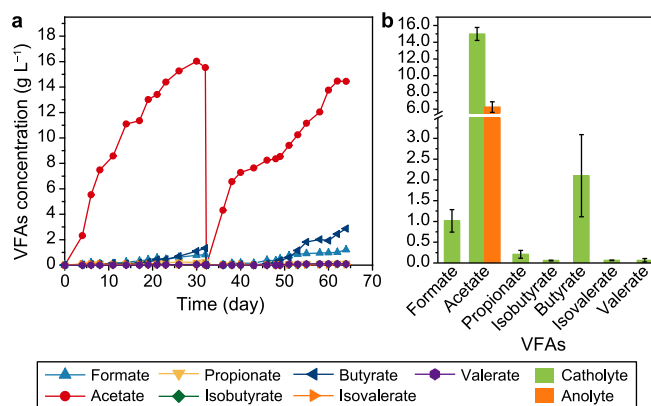 a
b
VFAs concentration (g L⁻¹)
18
16
14
12
10
8
6
4
2
0
0 10 20 30 40 50 60 70
Time (day)
16.0
14.0
12.0
10.0
8.0
6.0
2.5
2.0
1.5
1.0
0.5
0.0
Formate
Acetate
Propionate
Isobutyrate
Butyrate
Isovalerate
Valerate
VFAs
Formate Propionate Butyrate Valerate Catholyte
Acetate Isobutyrate Isovalerate Anolyte